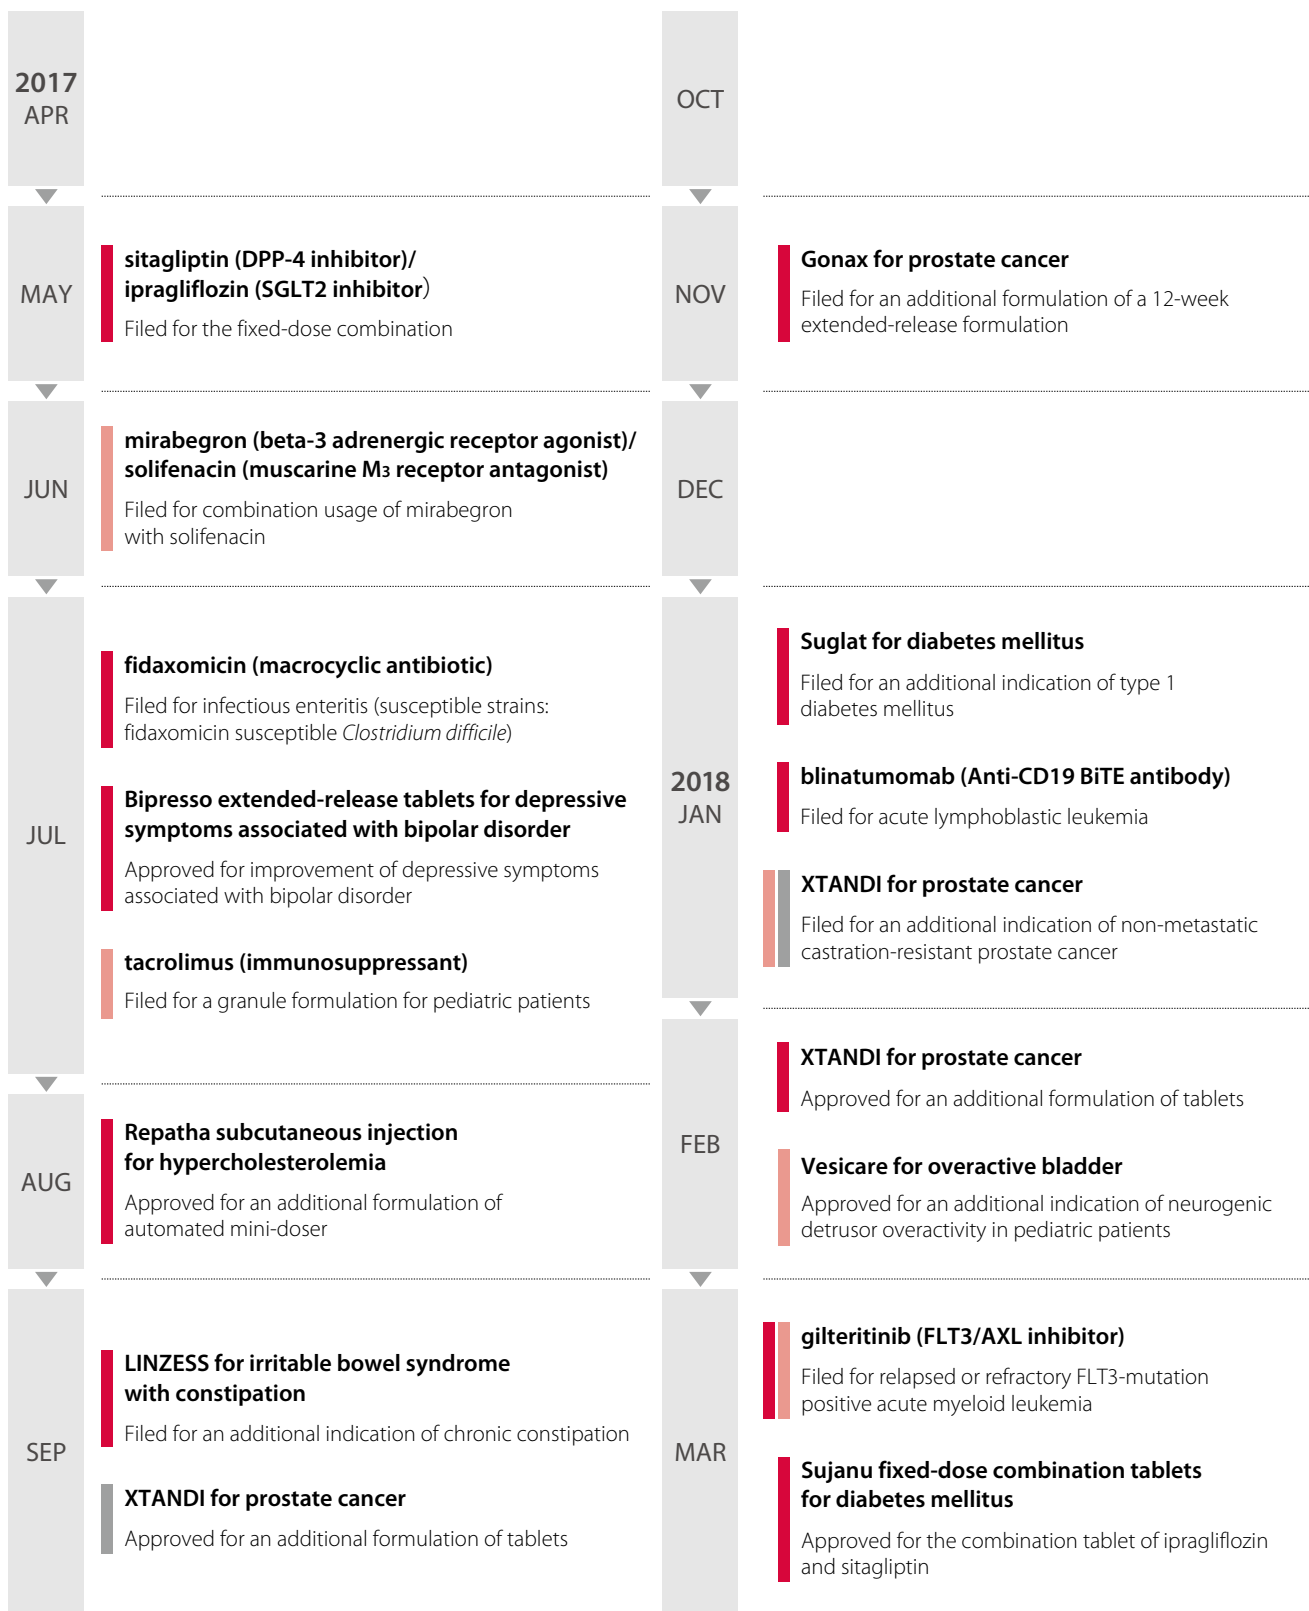 2017
APR
MAY
sitagliptin (DPP-4 inhibitor)/
ipragliflozin (SGLT2 inhibitor)
Filed for the fixed-dose combination
JUN
mirabegron (beta-3 adrenergic receptor agonist)/
solifenacin (muscarine M3 receptor antagonist)
Filed for combination usage of mirabegron
with solifenacin
JUL
fidaxomicin (macrocyclic antibiotic)
Filed for infectious enteritis (susceptible strains:
fidaxomicin susceptible Clostridium difficile)
Bipresso extended-release tablets for depressive
symptoms associated with bipolar disorder
Approved for improvement of depressive symptoms
associated with bipolar disorder
tacrolimus (immunosuppressant)
Filed for a granule formulation for pediatric patients
AUG
Repatha subcutaneous injection
for hypercholesterolemia
Approved for an additional formulation of
automated mini-doser
SEP
LINZESS for irritable bowel syndrome
with constipation
Filed for an additional indication of chronic constipation
XTANDI for prostate cancer
Approved for an additional formulation of tablets
OCT
NOV
Gonax for prostate cancer
Filed for an additional formulation of a 12-week
extended-release formulation
DEC
2018
JAN
Suglat for diabetes mellitus
Filed for an additional indication of type 1
diabetes mellitus
blinatumomab (Anti-CD19 BiTE antibody)
Filed for acute lymphoblastic leukemia
XTANDI for prostate cancer
Filed for an additional indication of non-metastatic
castration-resistant prostate cancer
FEB
XTANDI for prostate cancer
Approved for an additional formulation of tablets
Vesicare for overactive bladder
Approved for an additional indication of neurogenic
detrusor overactivity in pediatric patients
MAR
gilteritinib (FLT3/AXL inhibitor)
Filed for relapsed or refractory FLT3-mutation
positive acute myeloid leukemia
Sujanu fixed-dose combination tablets
for diabetes mellitus
Approved for the combination tablet of ipragliflozin
and sitagliptin